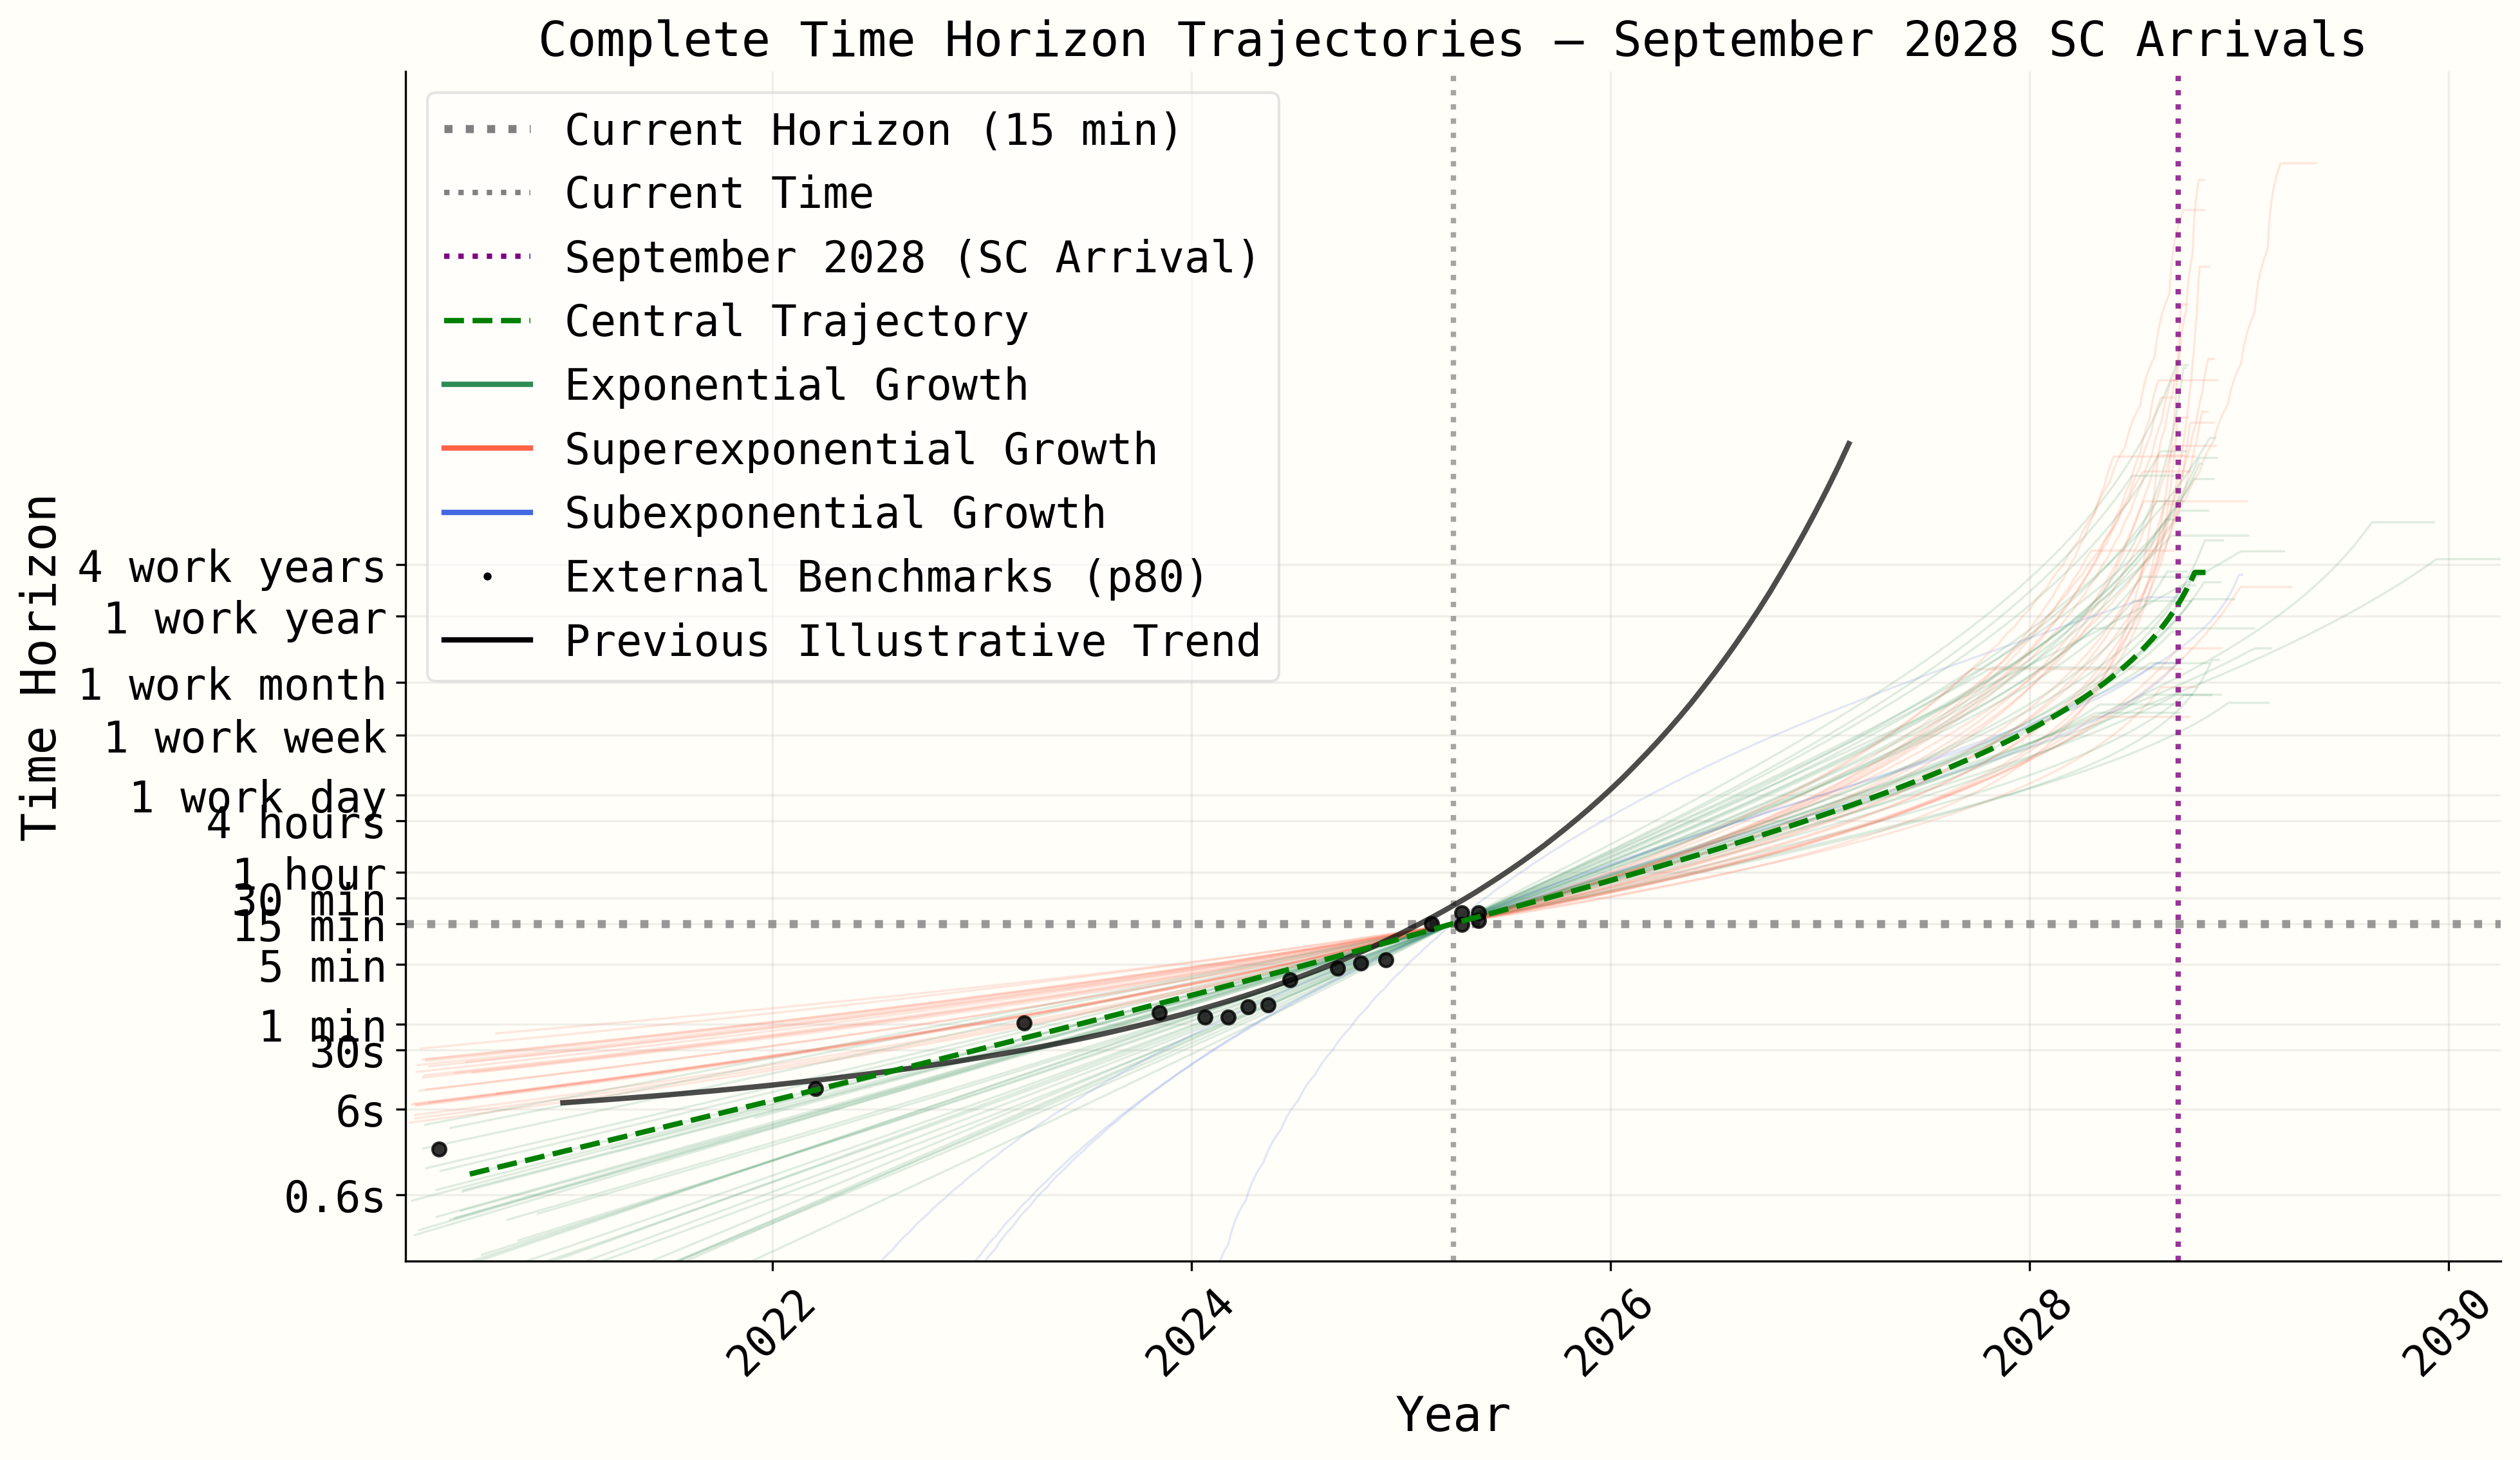 Complete Time Horizon Trajectories — September 2028 SC Arrivals
Current Horizon (15 min)
Current Time
September 2028 (SC Arrival)
Central Trajectory
Exponential Growth
Superexponential Growth
Subexponential Growth
External Benchmarks (p80)
Previous Illustrative Trend
Time Horizon
4 work years
1 work year
1 work month
1 work week
1 work day
4 hours
1 hour
30 min
15 min
5 min
1 min
30s
6s
0.6s
2022
2024
2026
2028
2030
Year